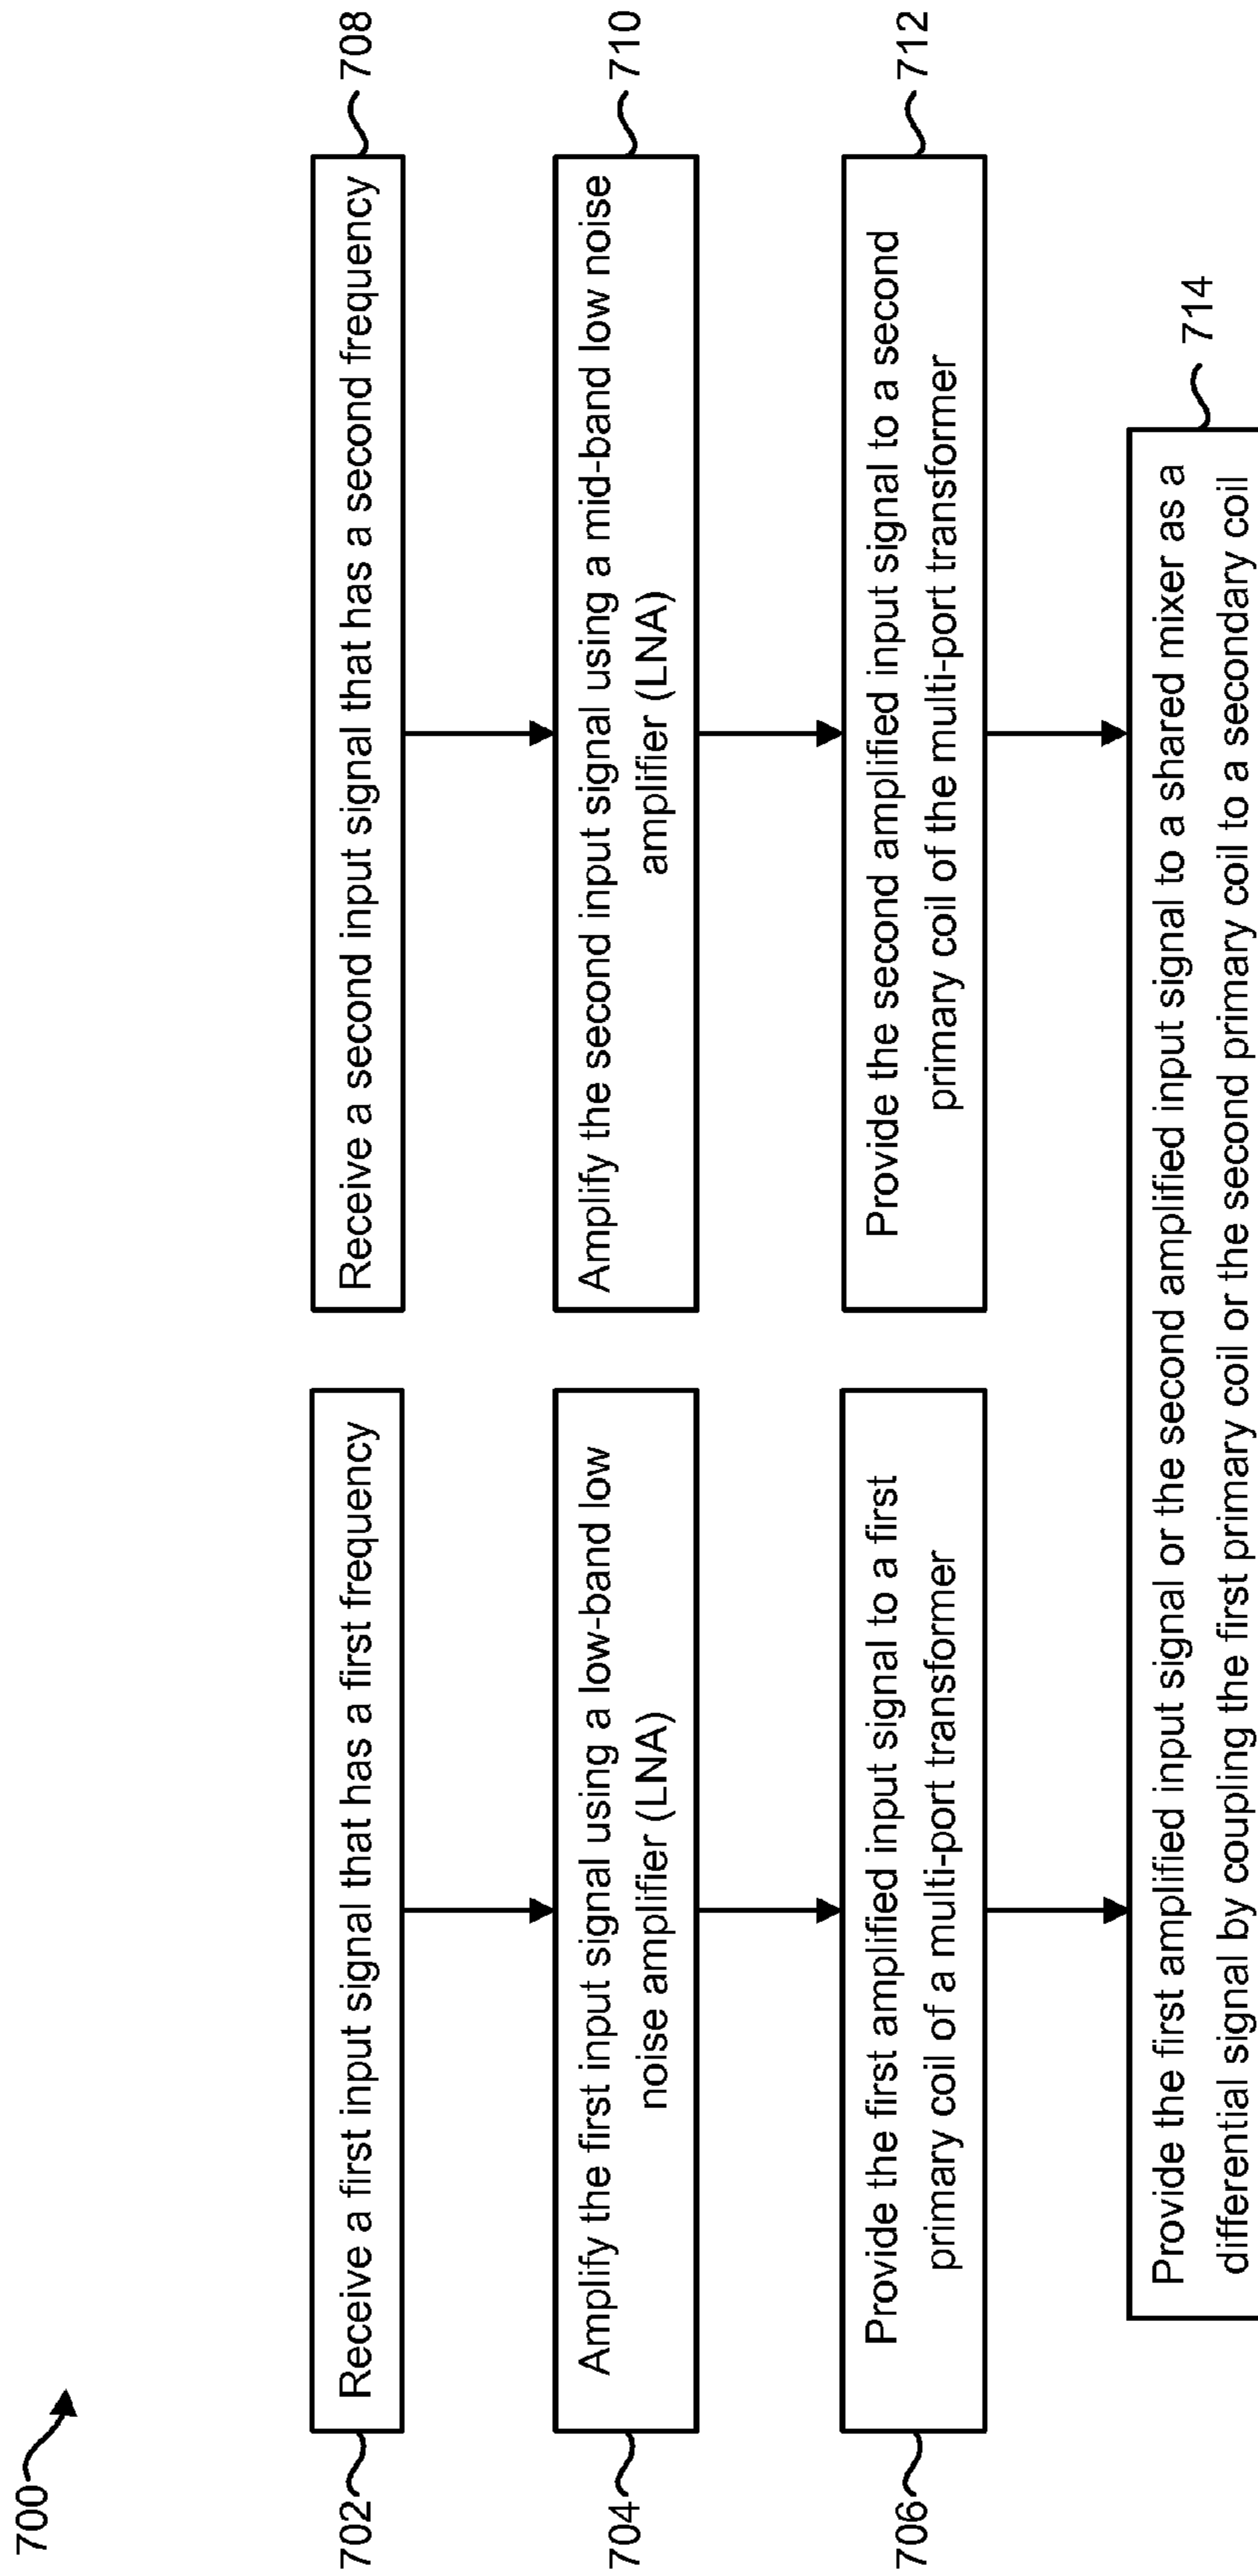 700
702
Receive a first input signal that has a first frequency
704
Amplify the first input signal using a low-band low
noise amplifier (LNA)
706
Provide the first amplified input signal to a first
primary coil of a multi-port transformer
708
Receive a second input signal that has a second frequency
710
Amplify the second input signal using a mid-band low noise
amplifier (LNA)
712
Provide the second amplified input signal to a second
primary coil of the multi-port transformer
714
Provide the first amplified input signal or the second amplified input signal to a shared mixer as a
differential signal by coupling the first primary coil or the second primary coil to a secondary coil